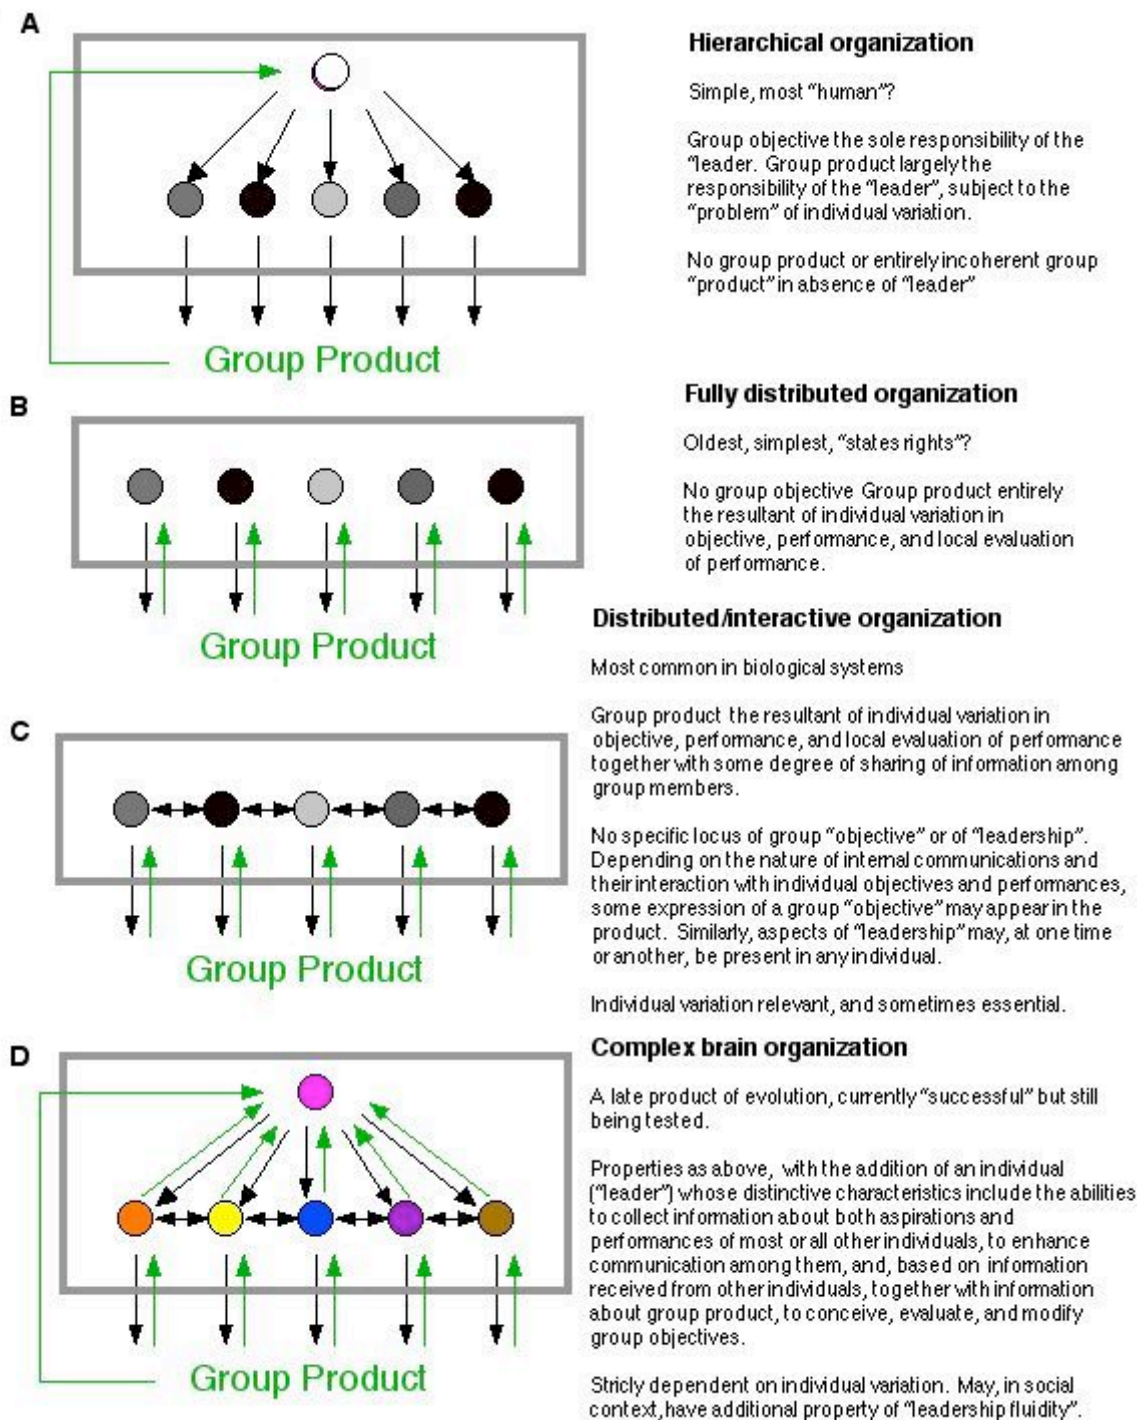 A
Hierarchical organization
Simple, most "human"?
Group objective the sole responsibility of the
"leader. Group product largely the
responsibility of the "leader", subject to the
"problem" of individual variation.
No group product or entirely incoherent group
"product" in absence of "leader"
Group Product
B
Fully distributed organization
Oldest, simplest, "states rights"?
No group objective Group product entirely
the resultant of individual variation in
objective, performance, and local evaluation
of performance.
Group Product
Distributed/interactive organization
Most common in biological systems
C
Group product the resultant of individual variation in
objective, performance, and local evaluation of performance
together with some degree of sharing of information among
group members.
No specific locus of group "objective" or of "leadership".
Depending on the nature of internal communications and
their interaction with individual objectives and performances,
some expression of a group "objective" may appear in the
product. Similarly, aspects of "leadership" may, at one time
or another, be present in any individual.
Individual variation relevant, and sometimes essential.
Group Product
D
Complex brain organization
A late product of evolution, currently "successful" but still
being tested.
Properties as above, with the addition of an individual
("leader") whose distinctive characteristics include the abilities
to collect information about both aspirations and
performances of most or all other individuals, to enhance
communication among them, and, based on information
received from other individuals, together with information
about group product, to conceive, evaluate, and modify
group objectives.
Stricly dependent on individual variation. May, in social
context, have additional property of "leadership fluidity".
Group Product